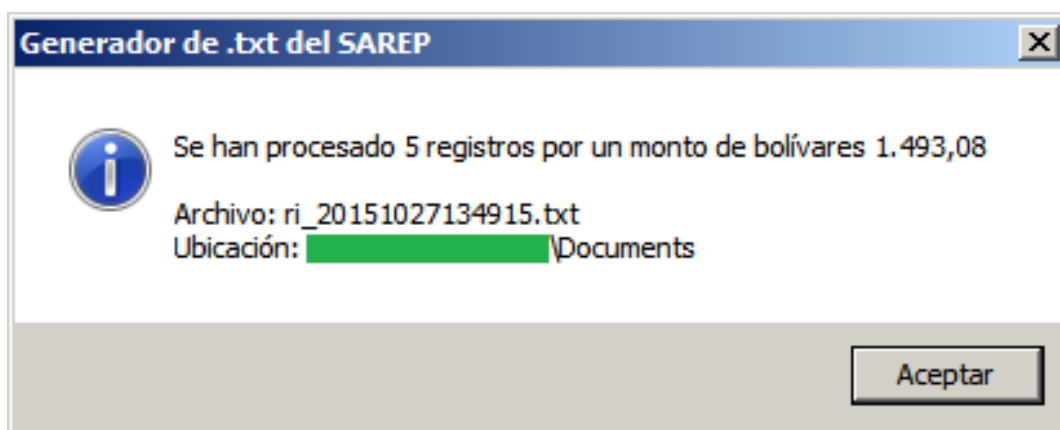 Generador de .txt del SAREP
Se han procesado 5 registros por un monto de bolívares 1.493,08
Archivo: ri_20151027134915.txt
Ubicación: \Documents
Aceptar